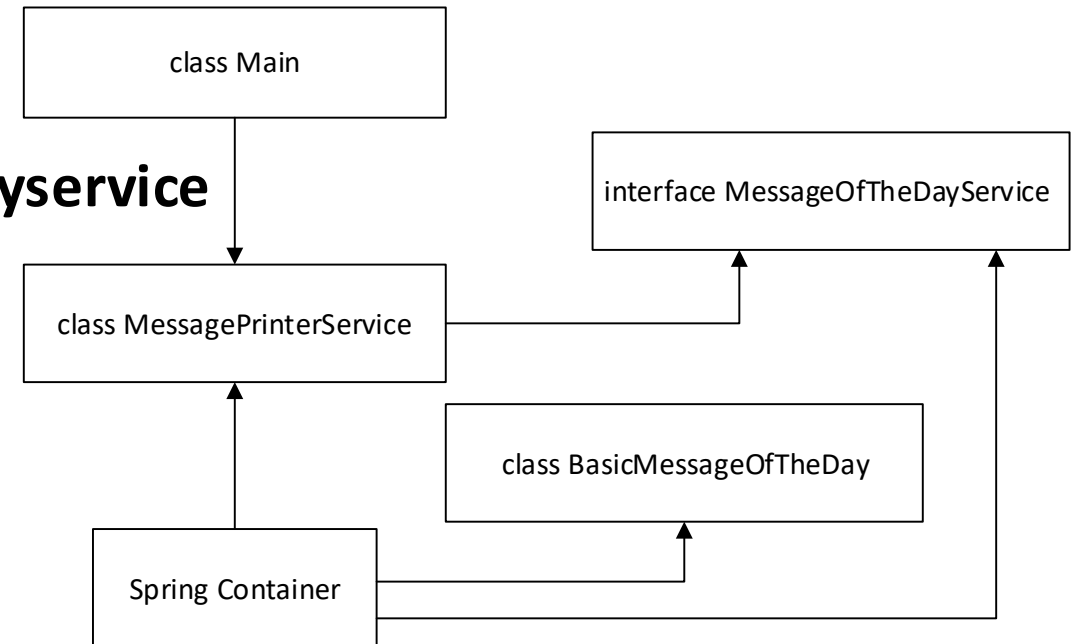 class Main
yservice
interface MessageOfTheDayService
class MessagePrinterService
class BasicMessageOfTheDay
Spring Container